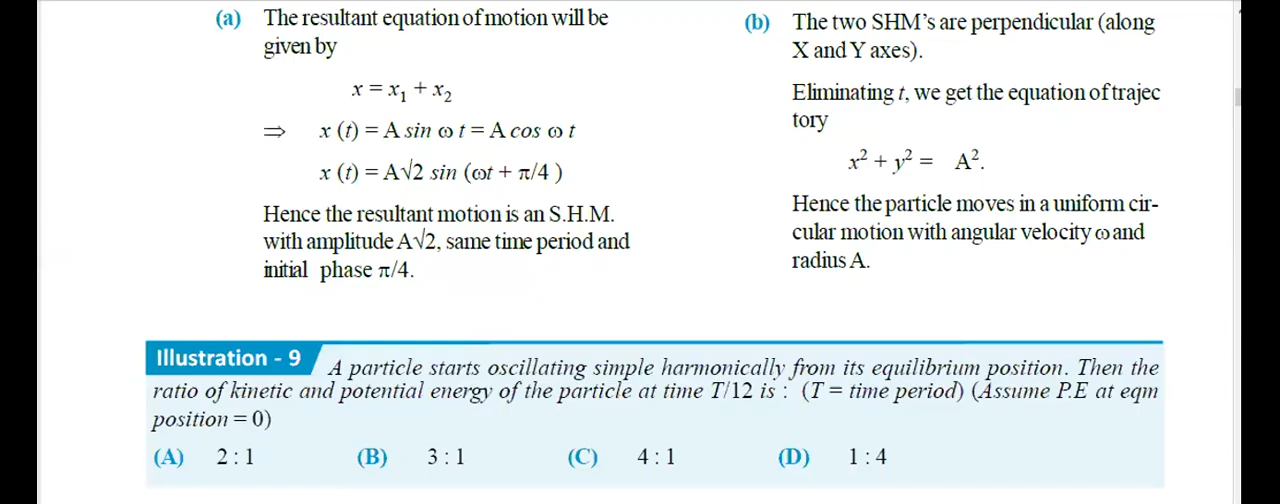 (a) The resultant equation of motion will be
given by
x = x₁ + x₂
⇒ x (t) = A sin ω t = A cos ω t
x (t) = A√2 sin (ωt + π/4 )
Hence the resultant motion is an S.H.M.
with amplitude A√2, same time period and
initial phase π/4.
(b) The two SHM's are perpendicular (along
X and Y axes).
Eliminating t, we get the equation of trajec
tory
x² + y² = A².
Hence the particle moves in a uniform cir-
cular motion with angular velocity ω and
radius A.
Illustration - 9 A particle starts oscillating simple harmonically from its equilibrium position. Then the
ratio of kinetic and potential energy of the particle at time T/12 is : (T = time period) (Assume P.E at eqm
position = 0)
(A) 2 : 1 (B) 3 : 1 (C) 4 : 1 (D) 1 : 4